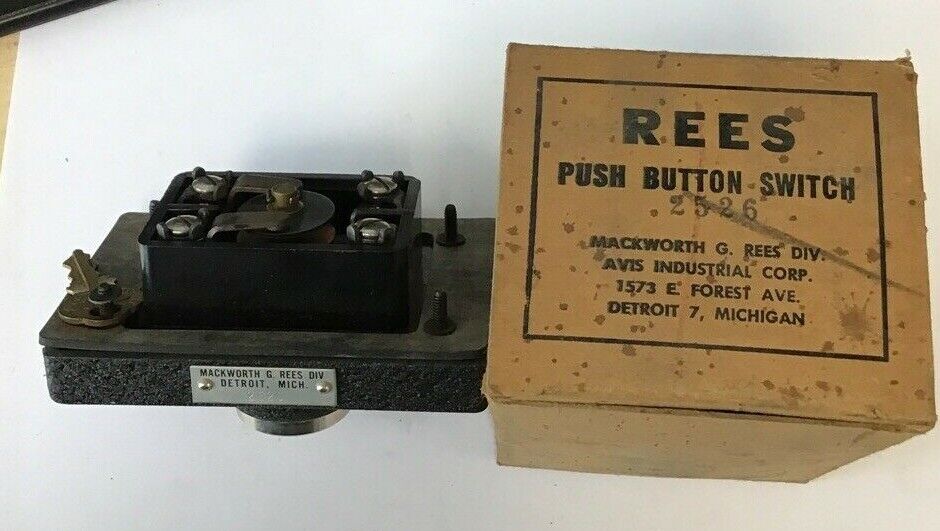 REES
PUSH BUTTON SWITCH
2526
MACKWORTH G. REES DIV.
AVIS INDUSTRIAL CORP.
1573 E. FOREST AVE.
DETROIT 7, MICHIGAN
MACKWORTH G. REES DIV
DETROIT, MICH.